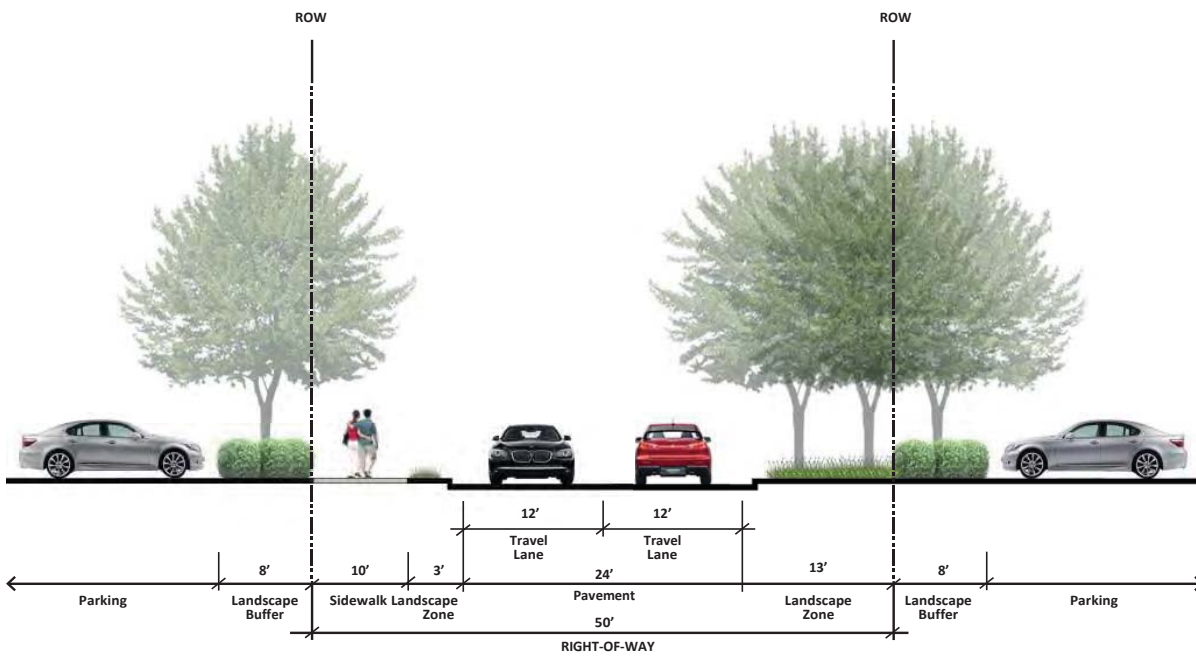 ROW ROW
12' 12'
Travel Travel
Lane Lane
8' 10' 3' 24' 13' 8'
Parking Landscape Sidewalk Landscape Pavement Landscape Landscape Parking
Buffer Zone Zone Buffer
50'
RIGHT-OF-WAY